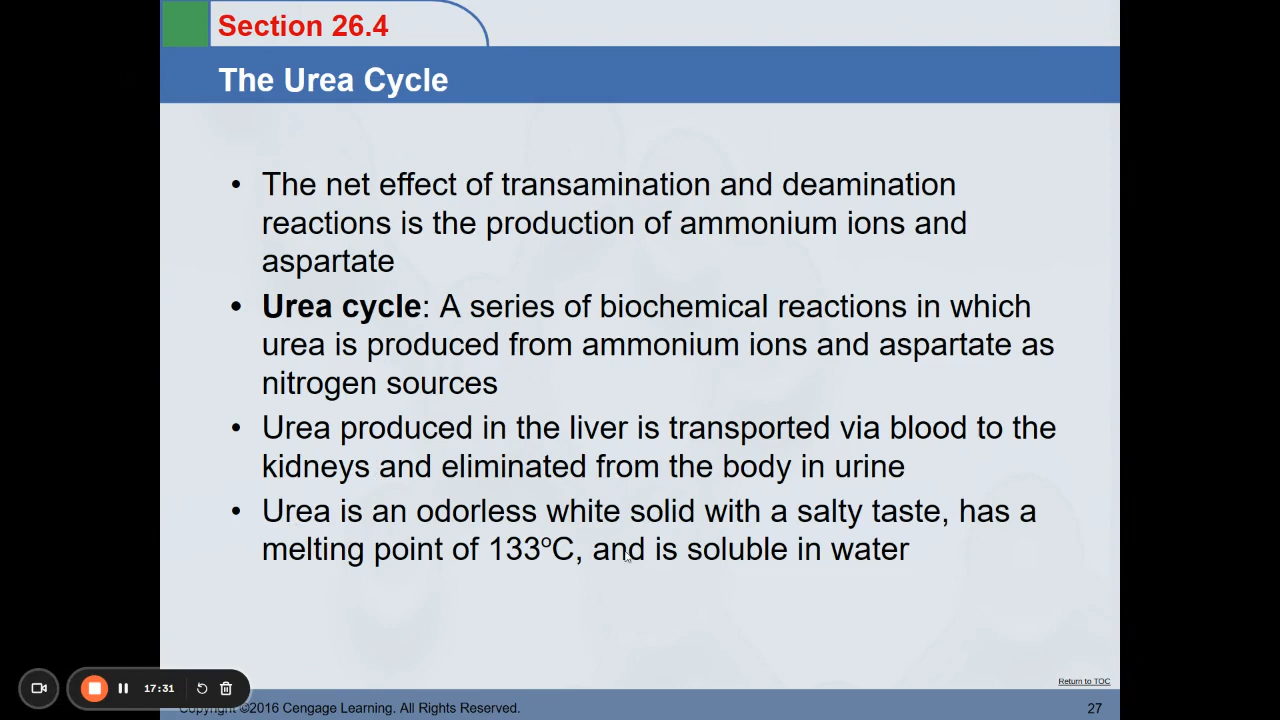 Section 26.4
The Urea Cycle
• The net effect of transamination and deamination
reactions is the production of ammonium ions and
aspartate
• Urea cycle: A series of biochemical reactions in which
urea is produced from ammonium ions and aspartate as
nitrogen sources
• Urea produced in the liver is transported via blood to the
kidneys and eliminated from the body in urine
• Urea is an odorless white solid with a salty taste, has a
melting point of 133ºC, and is soluble in water
Return to TOC
17:31
Copyright ©2016 Cengage Learning. All Rights Reserved.
27